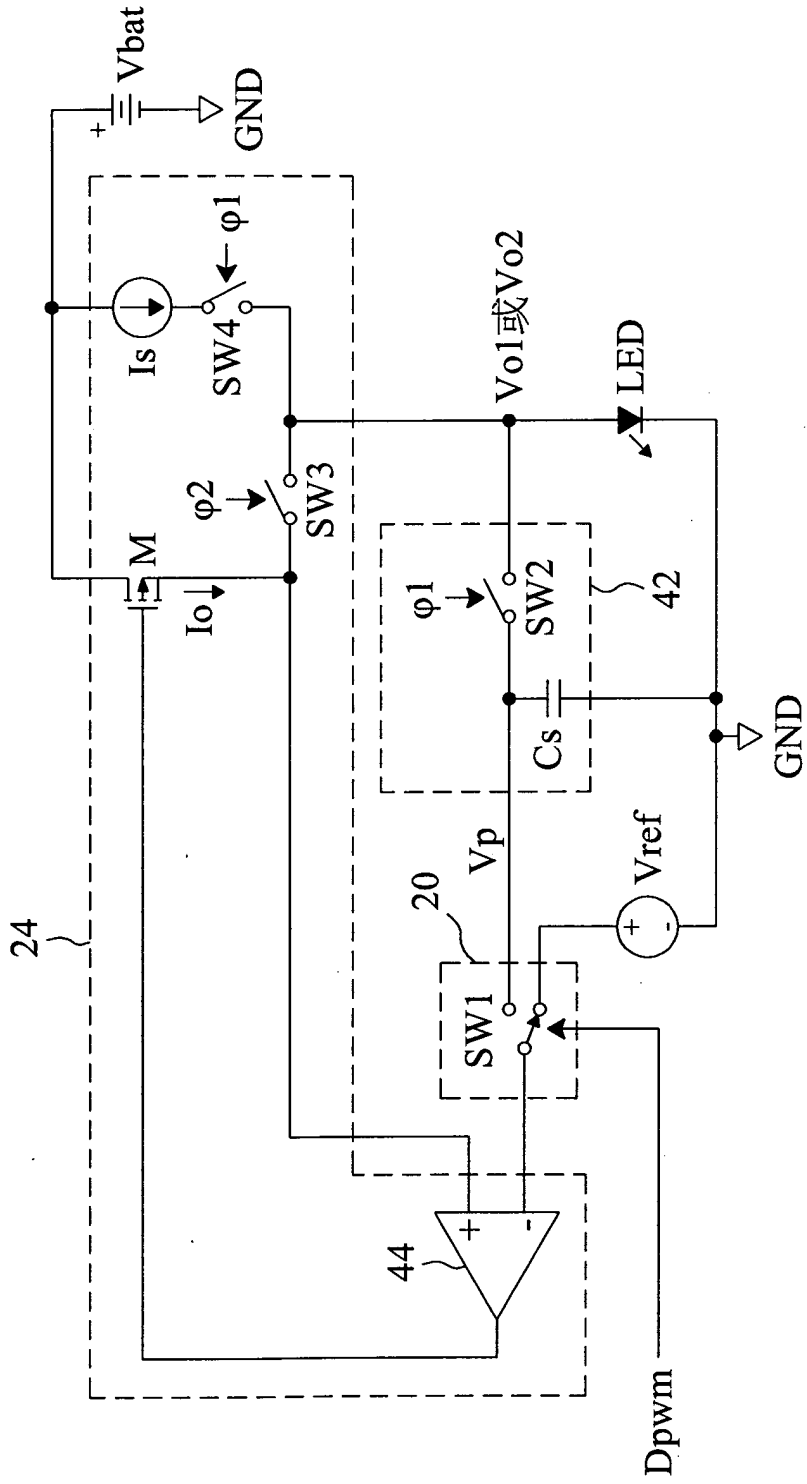 24
M
Io
φ2
SW3
Is
SW4
φ1
+
Vbat
GND
44
+
-
SW1
20
Vp
Cs
φ1
SW2
42
Vo1或Vo2
LED
Vref
+
-
GND
Dpwm